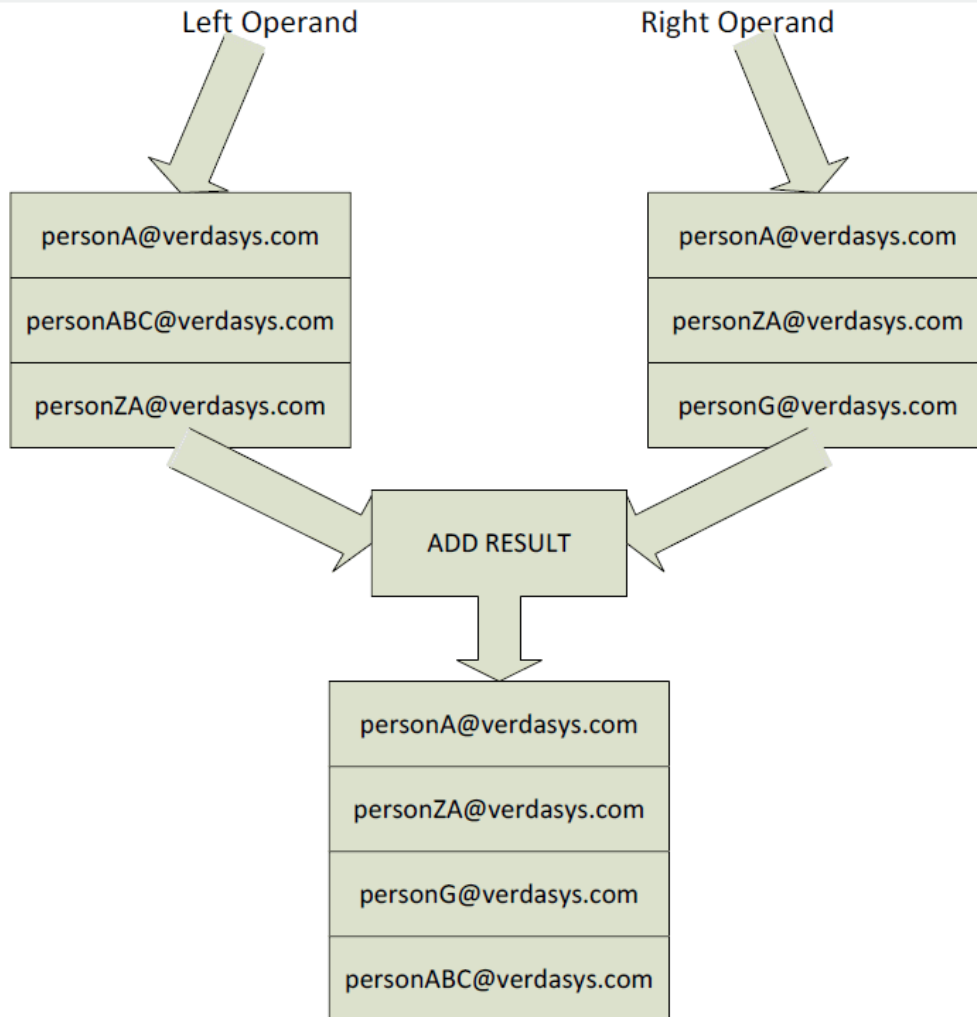 Left Operand
Right Operand
personA@verdasys.com
personABC@verdasys.com
personZA@verdasys.com
personA@verdasys.com
personZA@verdasys.com
personG@verdasys.com
ADD RESULT
personA@verdasys.com
personZA@verdasys.com
personG@verdasys.com
personABC@verdasys.com